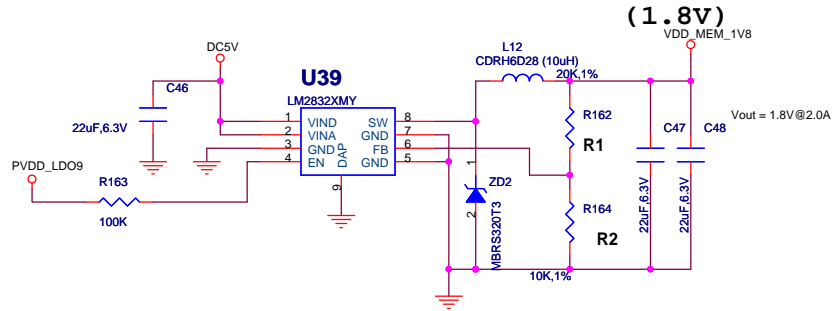 (1.8V)
VDD_MEM_1V8
DC5V
L12
CDRH6D28 (10uH)
20K,1%
U39
LM2832XMY
C46
22uF,6.3V
1 VIND SW 8
2 VINA GND 7
3 GND FB 6
4 EN GND 5
DAP
9
PVDD_LDO9
R163
100K
R162
R1
C47
C48
Vout = 1.8V@2.0A
1
ZD2
2
MBRS320T3
R164
R2
22uF,6.3V
22uF,6.3V
10K,1%